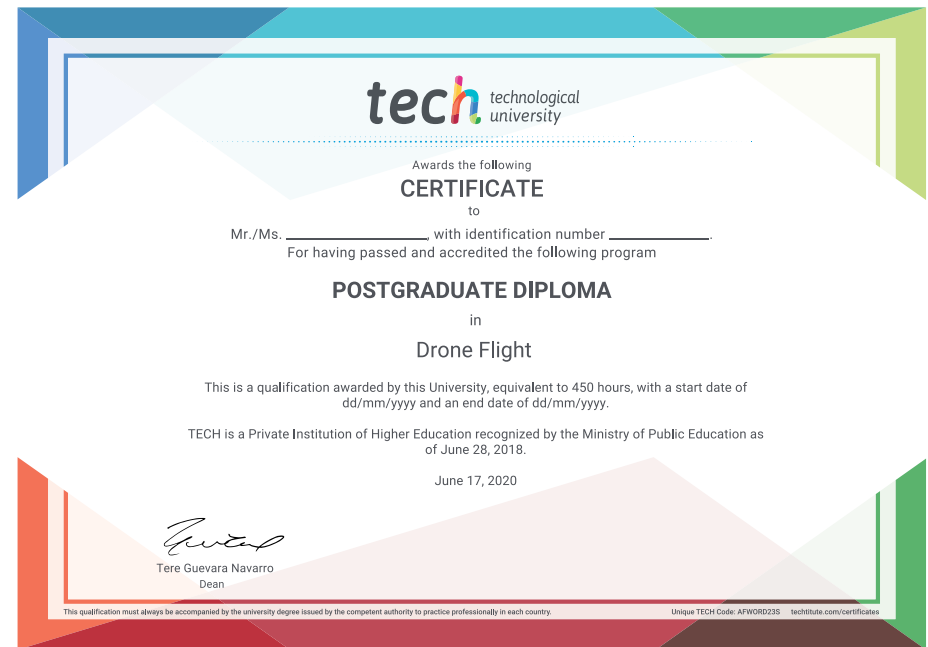 tech technological
university
Awards the following
CERTIFICATE
to
Mr./Ms. ____________________, with identification number ______________.
For having passed and accredited the following program
POSTGRADUATE DIPLOMA
in
Drone Flight
This is a qualification awarded by this University, equivalent to 450 hours, with a start date of
dd/mm/yyyy and an end date of dd/mm/yyyy.
TECH is a Private Institution of Higher Education recognized by the Ministry of Public Education as
of June 28, 2018.
June 17, 2020
Tere Guevara Navarro
Dean
This qualification must always be accompanied by the university degree issued by the competent authority to practice professionally in each country.
Unique TECH Code: AFWORD23S techtitute.com/certificates